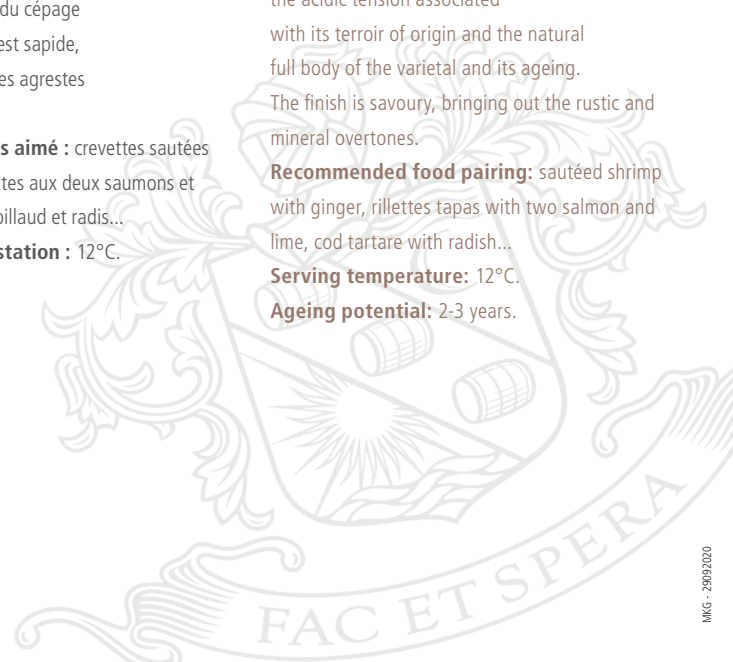 du cépage
est sapide,
es agrestes
s aimé : crevettes sautées
tes aux deux saumons et
billaud et radis...
station : 12°C.
the acidic tension associated
with its terroir of origin and the natural
full body of the varietal and its ageing.
The finish is savoury, bringing out the rustic and
mineral overtones.
Recommended food pairing: sautéed shrimp
with ginger, rillettes tapas with two salmon and
lime, cod tartare with radish...
Serving temperature: 12°C.
Ageing potential: 2-3 years.
FAC ET SPERA
MKG - 29092020